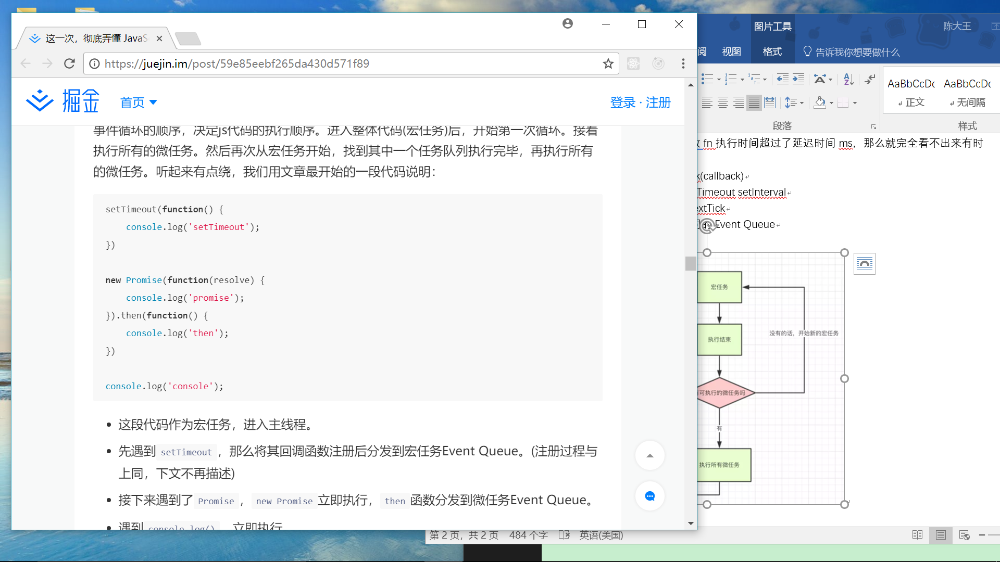 这一次，彻底弄懂 JavaS
https://juejin.im/post/59e85eebf265da430d571f89
掘金
首页
登录 · 注册
事件循环的顺序，决定js代码的执行顺序。进入整体代码(宏任务)后，开始第一次循环。接着
执行所有的微任务。然后再次从宏任务开始，找到其中一个任务队列执行完毕，再执行所有
的微任务。听起来有点绕，我们用文章最开始的一段代码说明：
setTimeout(function() {
console.log('setTimeout');
})
new Promise(function(resolve) {
console.log('promise');
}).then(function() {
console.log('then');
})
console.log('console');
这段代码作为宏任务，进入主线程。
先遇到 setTimeout ，那么将其回调函数注册后分发到宏任务Event Queue。(注册过程与
上同，下文不再描述)
接下来遇到了 Promise ， new Promise 立即执行， then 函数分发到微任务Event Queue。
遇到 console.log() ，立即执行
图片工具
陈大王
阅
视图
格式
告诉我你想要做什么
AaBbCcDc
AaBbCcDc
正文
无间隔
段落
样式
fn 执行时间超过了延迟时间 ms，那么就完全看不出来有时
(callback)
Timeout setInterval
extTick
Event Queue
宏任务
执行结束
没有的话，开始新的宏任务
可执行的微任务吗
有
执行所有微任务
第 2 页，共 2 页
484 个字
英语(美国)